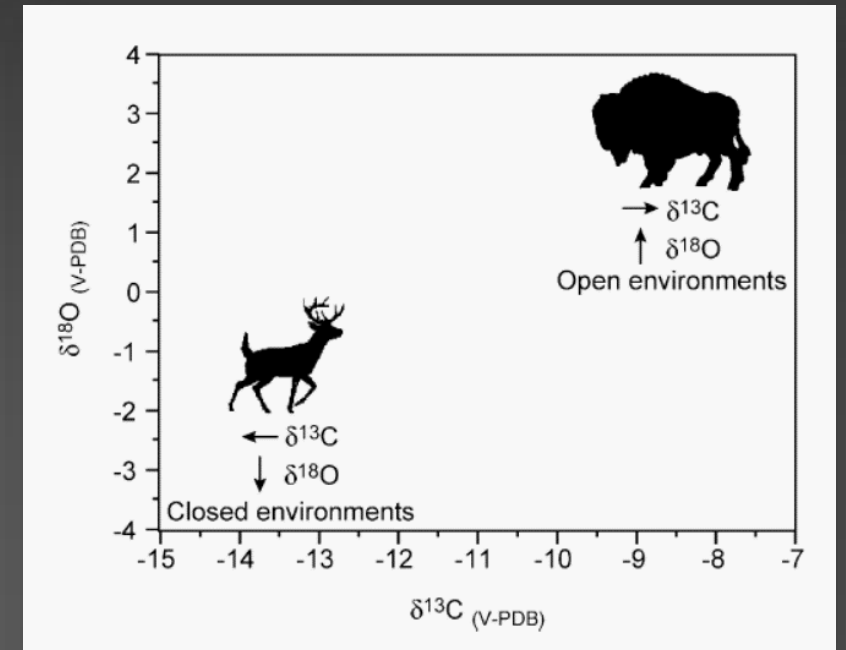 4
3
2
1
0
-1
-2
-3
-4
δ18O (V-PDB)
δ13C
δ18O
Open environments
δ13C
δ18O
Closed environments
-15 -14 -13 -12 -11 -10 -9 -8 -7
δ13C (V-PDB)